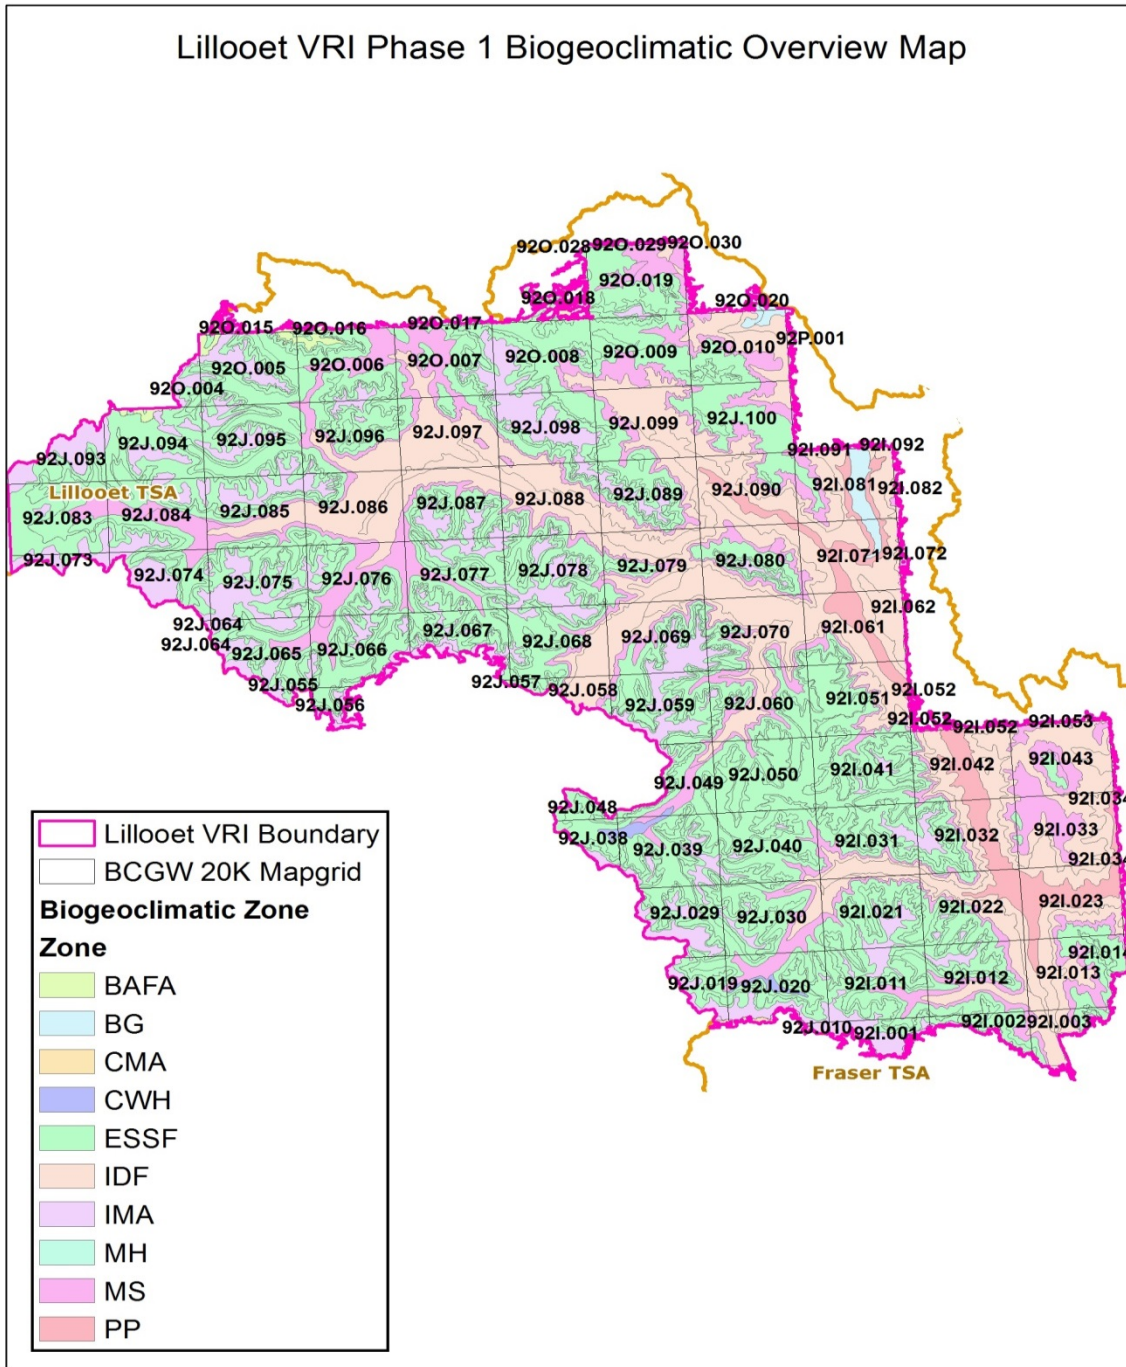 Lillooet VRI Phase 1 Biogeoclimatic Overview Map
92O.028 92O.029 92O.030
92O.019
92O.018 92O.020
92O.015 92O.016 92O.017
92P.001
92O.004 92O.005 92O.006 92O.007 92O.008 92O.009 92O.010
92J.093 92J.094 92J.095 92J.096 92J.097 92J.098 92J.099 92J.100
92I.091 92I.092
Lillooet TSA
92J.083 92J.084 92J.085 92J.086 92J.087 92J.088 92J.089 92J.090 92I.081 92I.082
92J.073 92J.074 92J.075 92J.076 92J.077 92J.078 92J.079 92J.080 92I.071 92I.072
92J.064
92J.064 92J.065 92J.066 92J.067 92J.068 92J.069 92J.070 92I.061 92I.062
92J.055 92J.056 92J.057 92J.058 92J.059 92J.060 92I.051 92I.052
92I.052 92I.052 92I.053
92J.048 92J.049 92J.050 92I.041 92I.042 92I.043
92I.034
92J.038 92J.039 92J.040 92I.031 92I.032 92I.033
92I.034
92J.029 92J.030 92I.021 92I.022 92I.023
92J.019 92J.020 92I.011 92I.012 92I.013 92I.014
92J.010 92I.001 92I.002 92I.003
Fraser TSA
Lillooet VRI Boundary
BCGW 20K Mapgrid
Biogeoclimatic Zone
Zone
BAFA
BG
CMA
CWH
ESSF
IDF
IMA
MH
MS
PP